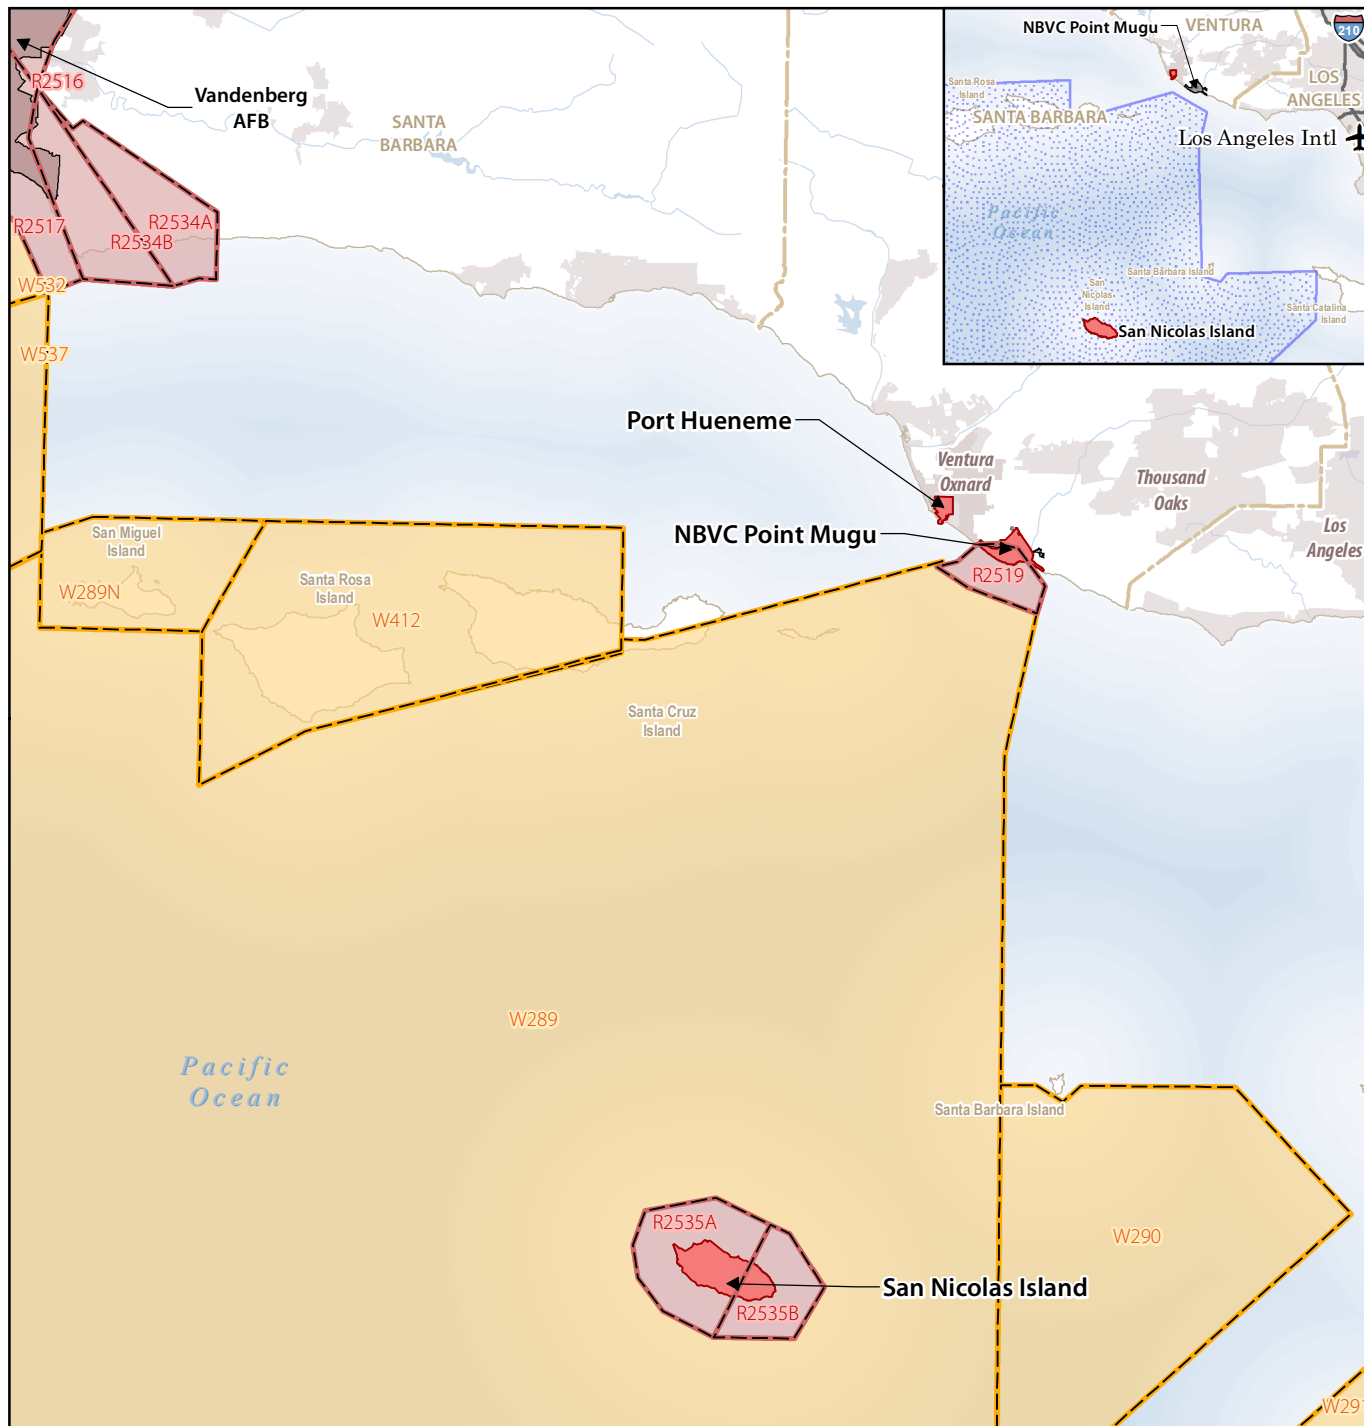 R2516
Vandenberg
AFB
SANTA
BARBARA
R2517
R2534A
R2534B
W532
W537
NBVC Point Mugu
VENTURA
210
Santa Rosa
Island
LOS
ANGELES
SANTA BARBARA
Los Angeles Intl
Pacific
Ocean
Santa Barbara Island
San
Nicolas
Island
Santa Catalina
Island
San Nicolas Island
Port Hueneme
Ventura
Oxnard
Thousand
Oaks
Los
Angeles
NBVC Point Mugu
R2519
San Miguel
Island
W289N
Santa Rosa
Island
W412
Santa Cruz
Island
W289
Pacific
Ocean
Santa Barbara Island
R2535A
W290
San Nicolas Island
R2535B
W29